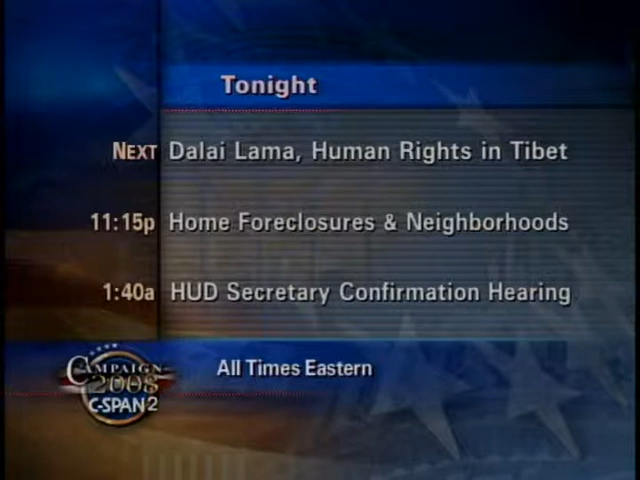 Tonight
NEXT Dalai Lama, Human Rights in Tibet
11:15p Home Foreclosures & Neighborhoods
1:40a HUD Secretary Confirmation Hearing
All Times Eastern
CAMPAIGN
2008
C-SPAN2